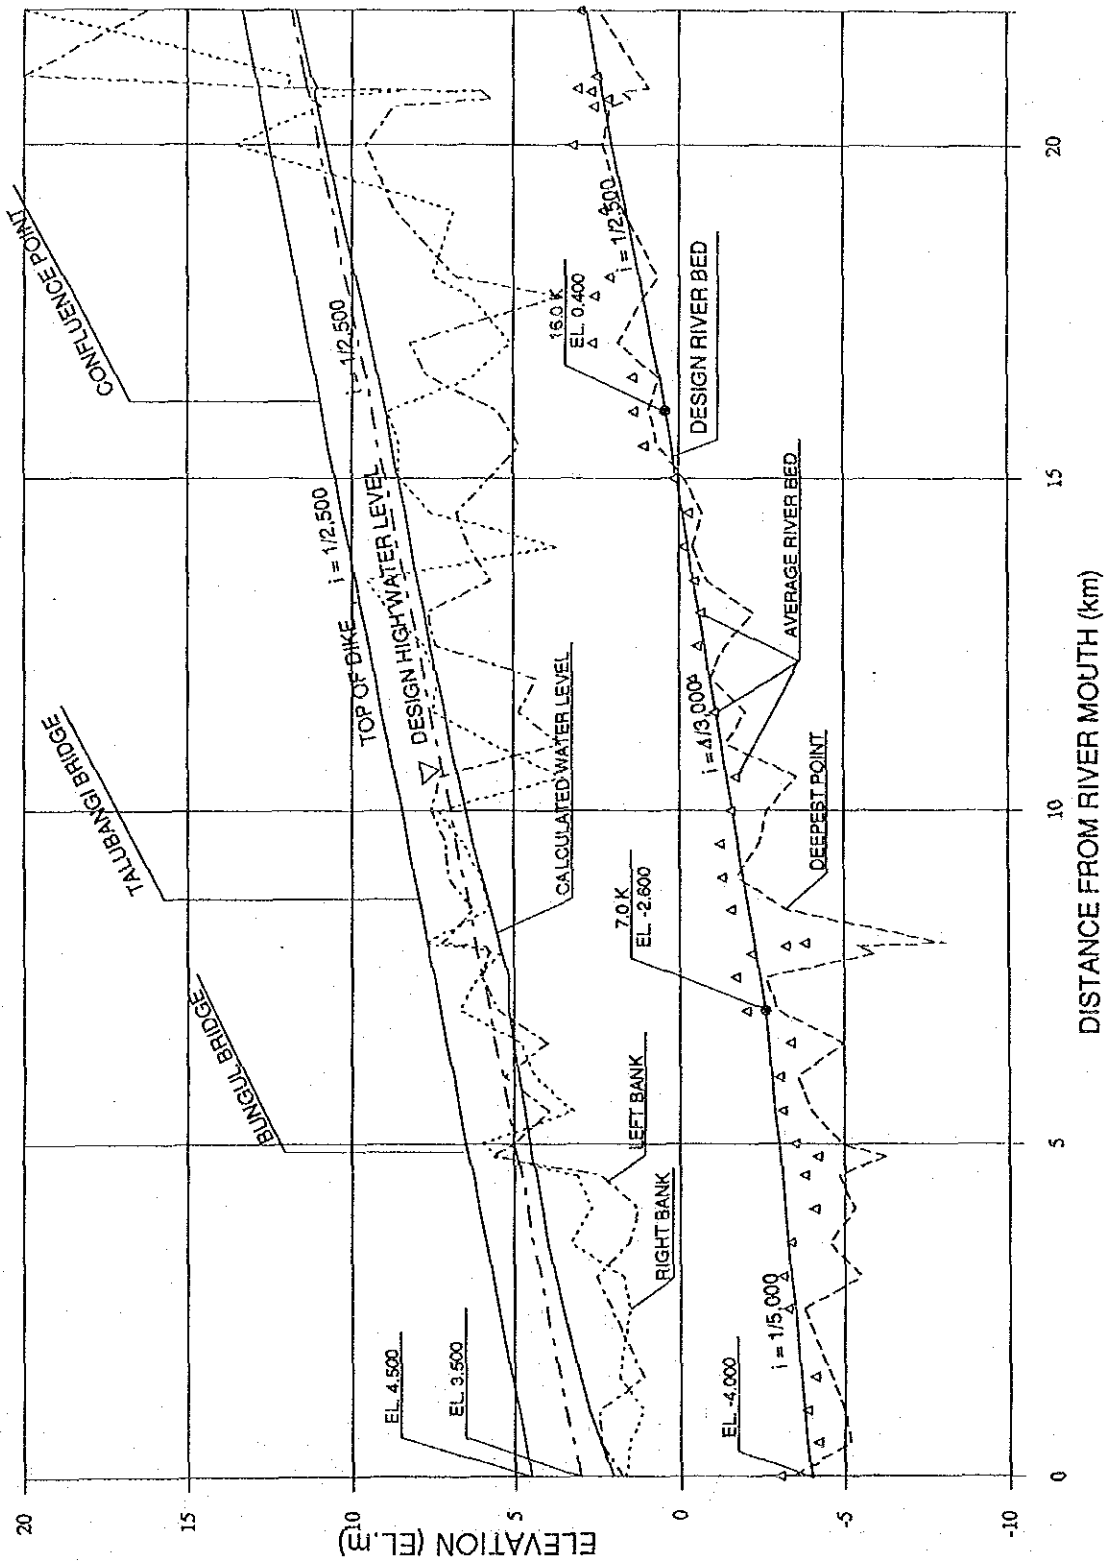 CONFLUENCE POINT
TALUBANGI BRIDGE
BUNGUL BRIDGE
TOP OF DIKE
i = 1/2,500
DESIGN HIGH WATER LEVEL
1/2,500
CALCULATED WATER LEVEL
EL. 4.500
EL. 3.500
LEFT BANK
RIGHT BANK
16.0 K
EL. 0.400
i = 1/2,500
DESIGN RIVER BED
AVERAGE RIVER BED
i = 1/3,000
7.0 K
EL. -2.600
DEEPEST POINT
i = 1/5,000
EL. -4.000
ELEVATION (EL.m)
20
15
10
5
0
-5
-10
0
5
10
15
20
DISTANCE FROM RIVER MOUTH (km)